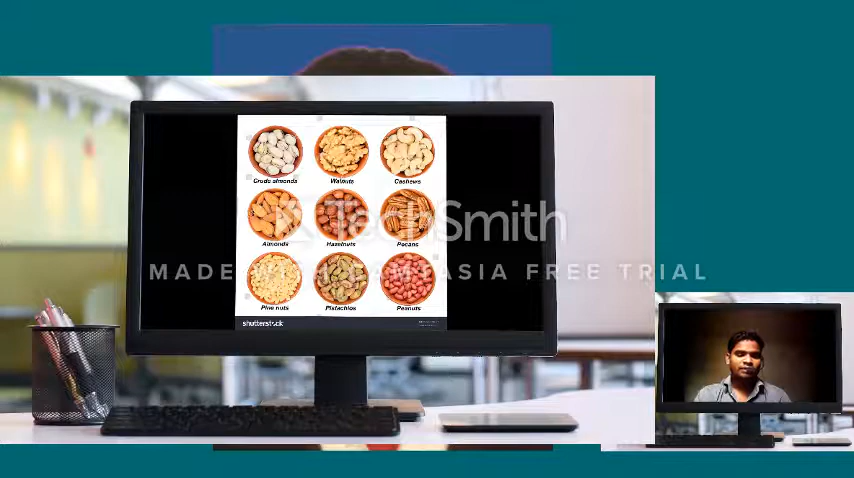 Crude almonds Walnuts Cashews
TechSmith
Almonds Hazelnuts Pecans
MADE WITH CAMTASIA FREE TRIAL
Pine nuts Pistachios Peanuts
shutterstock